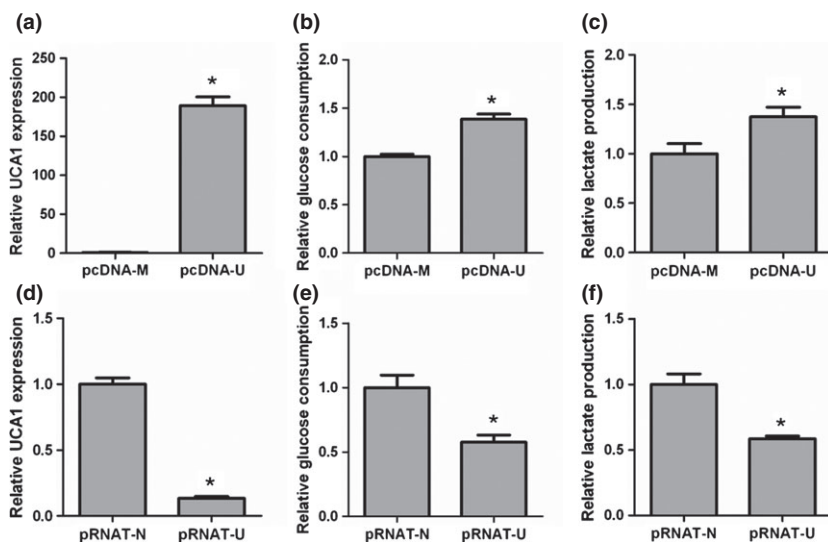 (a)
Relative UCA1 expression
250
200
150
100
50
0
*
pcDNA-M pcDNA-U
(b)
Relative glucose consumption
2.0
1.5
1.0
0.5
0.0
*
pcDNA-M pcDNA-U
(c)
Relative lactate production
2.0
1.5
1.0
0.5
0.0
*
pcDNA-M pcDNA-U
(d)
Relative UCA1 expression
1.5
1.0
0.5
0.0
*
pRNAT-N pRNAT-U
(e)
Relative glucose consumption
1.5
1.0
0.5
0.0
*
pRNAT-N pRNAT-U
(f)
Relative lactate production
1.5
1.0
0.5
0.0
*
pRNAT-N pRNAT-U